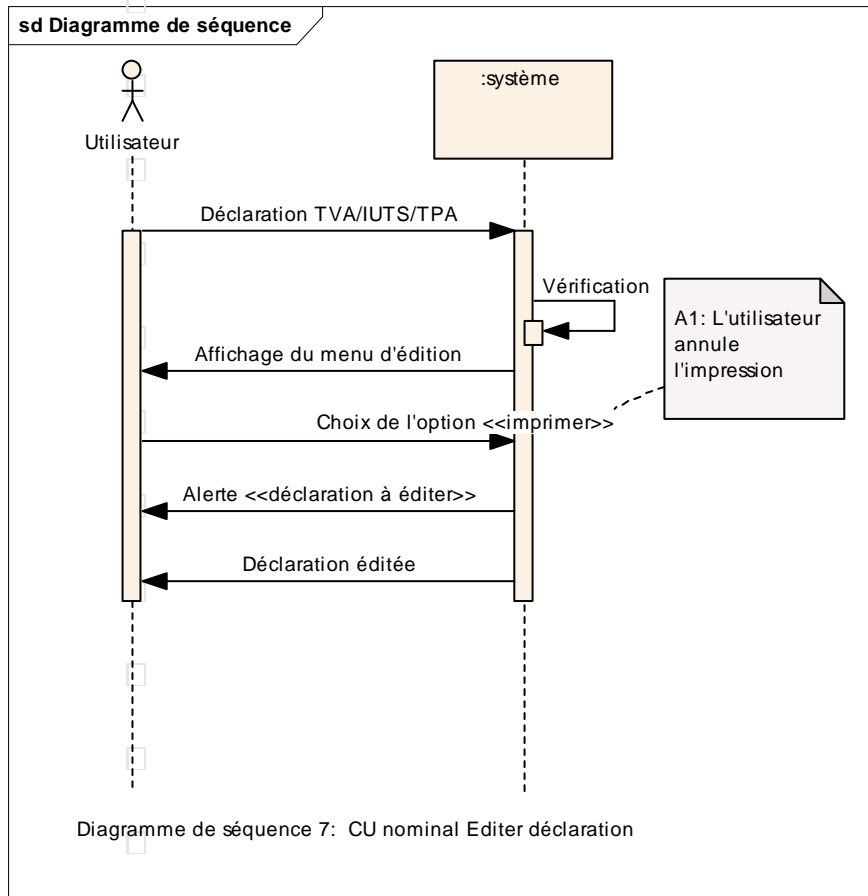 sd Diagramme de séquence
:système
Utilisateur
Déclaration TVA/IUTS/TPA
Vérification
A1: L'utilisateur
annule
l'impression
Affichage du menu d'édition
Choix de l'option <<imprimer>>
Alerte <<déclaration à éditer>>
Déclaration éditée
Diagramme de séquence 7: CU nominal Editer déclaration